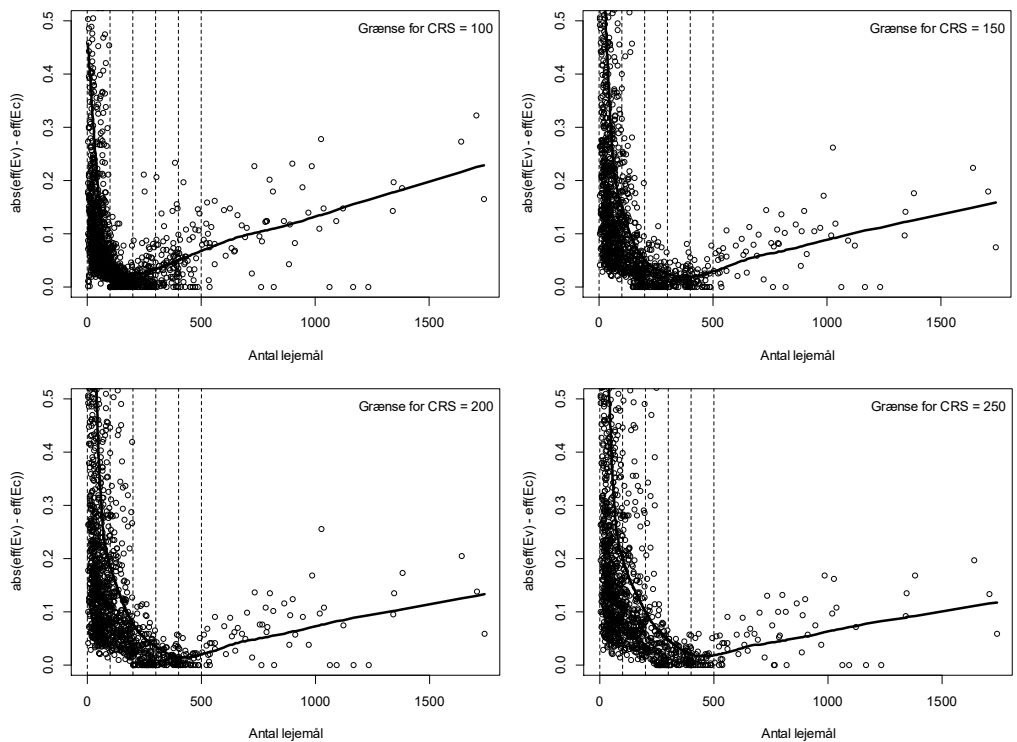 Grænse for CRS = 100
abs(eff(Ev) - eff(Ec))
0.0 0.1 0.2 0.3 0.4 0.5
0 500 1000 1500
Antal lejemål
Grænse for CRS = 150
abs(eff(Ev) - eff(Ec))
0.0 0.1 0.2 0.3 0.4 0.5
0 500 1000 1500
Antal lejemål
Grænse for CRS = 200
abs(eff(Ev) - eff(Ec))
0.0 0.1 0.2 0.3 0.4 0.5
0 500 1000 1500
Antal lejemål
Grænse for CRS = 250
abs(eff(Ev) - eff(Ec))
0.0 0.1 0.2 0.3 0.4 0.5
0 500 1000 1500
Antal lejemål